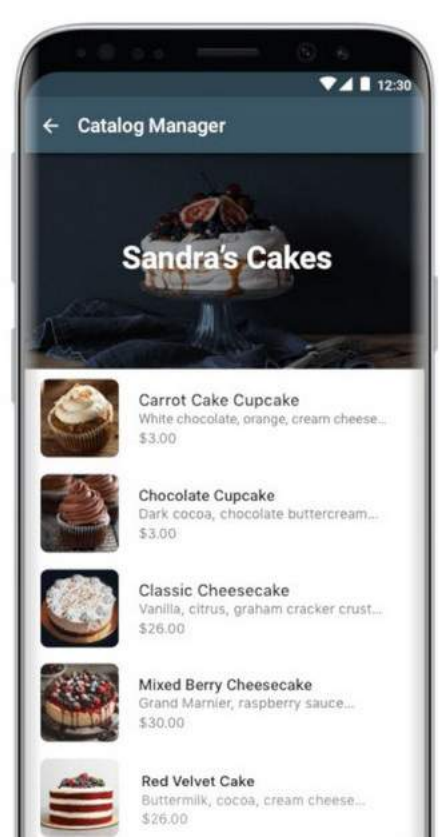 12:30
Catalog Manager
Sandra's Cakes
Carrot Cake Cupcake
White chocolate, orange, cream cheese...
$3.00
Chocolate Cupcake
Dark cocoa, chocolate buttercream...
$3.00
Classic Cheesecake
Vanilla, citrus, graham cracker crust...
$26.00
Mixed Berry Cheesecake
Grand Marnier, raspberry sauce...
$30.00
Red Velvet Cake
Buttermilk, cocoa, cream cheese...
$26.00